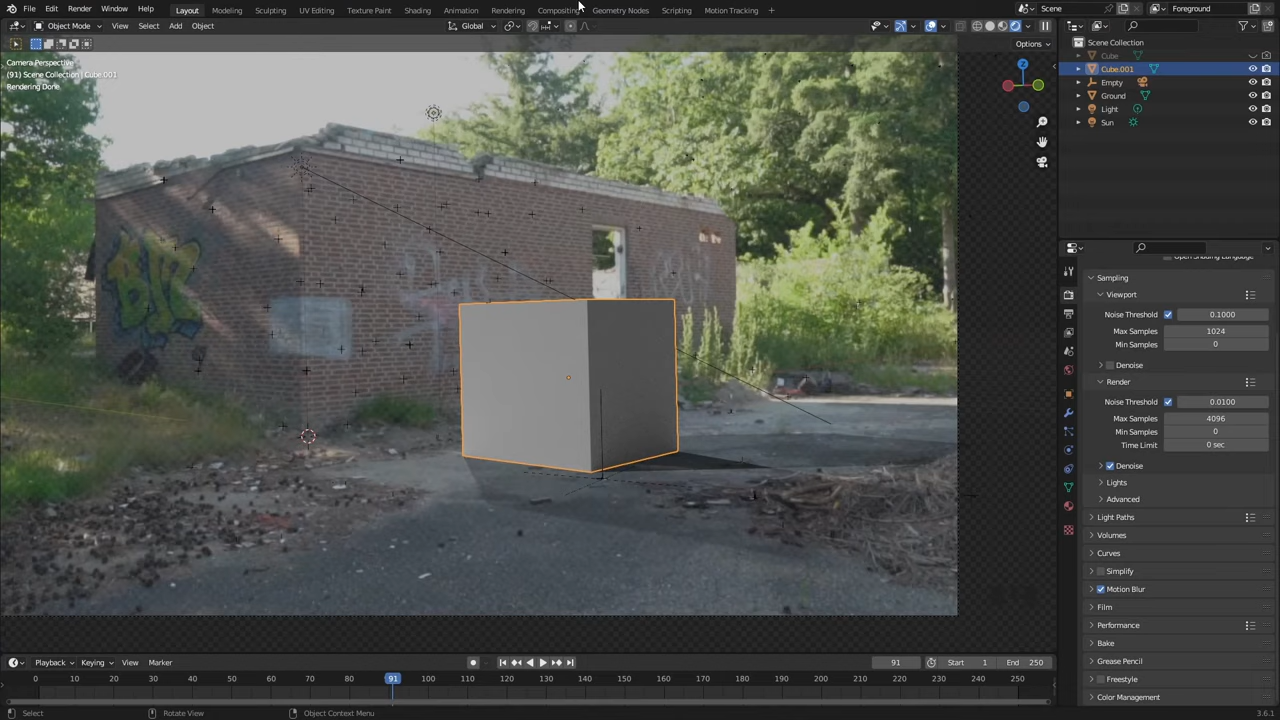 File Edit Render Window Help Layout Modeling Sculpting UV Editing Texture Paint Shading Animation Rendering Compositing Geometry Nodes Scripting Motion Tracking + Scene Foreground
Object Mode View Select Add Object Global
Options
Camera Perspective
(91) Scene Collection | Cube.001
Rendering Done
Scene Collection
Cube
Cube.001
Empty
Ground
Light
Sun
Open Shading Language
Sampling
Viewport
Noise Threshold 0.1000
Max Samples 1024
Min Samples 0
Denoise
Render
Noise Threshold 0.0100
Max Samples 4096
Min Samples 0
Time Limit 0 sec
Denoise
Lights
Advanced
Light Paths
Volumes
Curves
Simplify
Motion Blur
Film
Performance
Bake
Grease Pencil
Freestyle
Color Management
Playback Keying View Marker 91 Start 1 End 250
0 10 20 30 40 50 60 70 80 91 100 110 120 130 140 150 160 170 180 190 200 210 220 230 240 250
Select Rotate View Object Context Menu 3.6.1